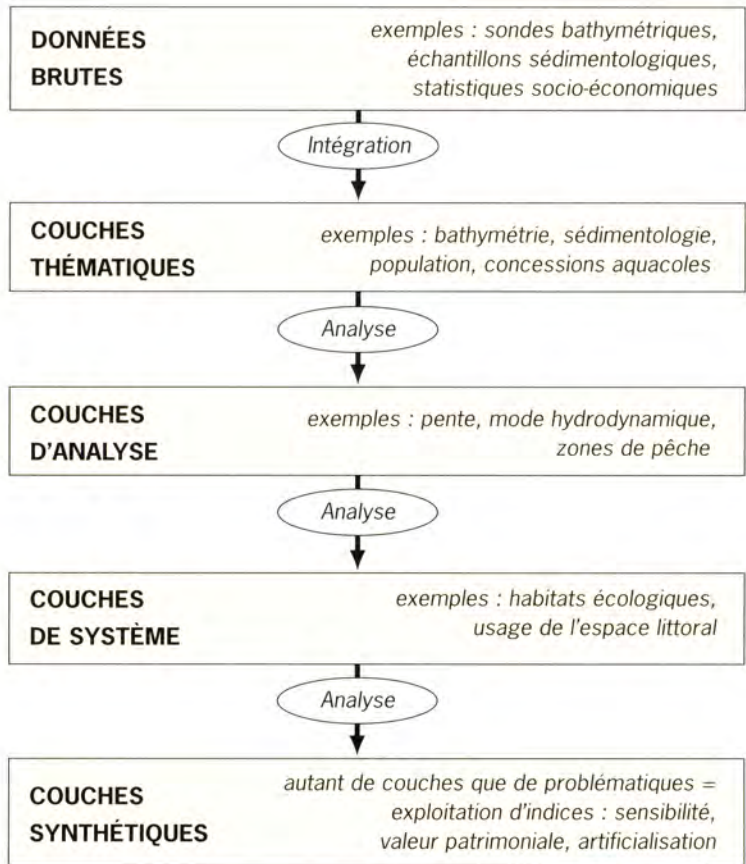 DONNÉES
BRUTES
exemples : sondes bathymétriques,
échantillons sédimentologiques,
statistiques socio-économiques
Intégration
COUCHES
THÉMATIQUES
exemples : bathymétrie, sédimentologie,
population, concessions aquacoles
Analyse
COUCHES
D'ANALYSE
exemples : pente, mode hydrodynamique,
zones de pêche
Analyse
COUCHES
DE SYSTÈME
exemples : habitats écologiques,
usage de l'espace littoral
Analyse
COUCHES
SYNTHÉTIQUES
autant de couches que de problématiques =
exploitation d'indices : sensibilité,
valeur patrimoniale, artificialisation